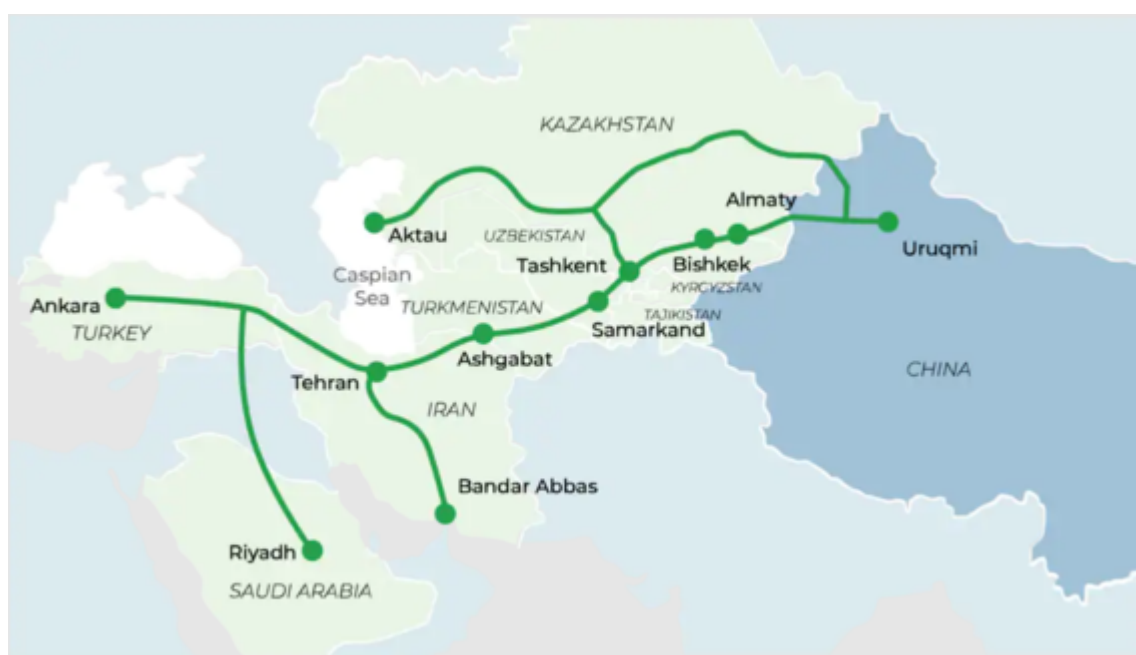 KAZAKHSTAN
Almaty
Aktau
UZBEKISTAN
Uruqmi
Tashkent
Bishkek
Caspian
Sea
KYRGYZSTAN
Ankara
TURKMENISTAN
TAJIKISTAN
TURKEY
Samarkand
Ashgabat
CHINA
Tehran
IRAN
Bandar Abbas
Riyadh
SAUDI ARABIA